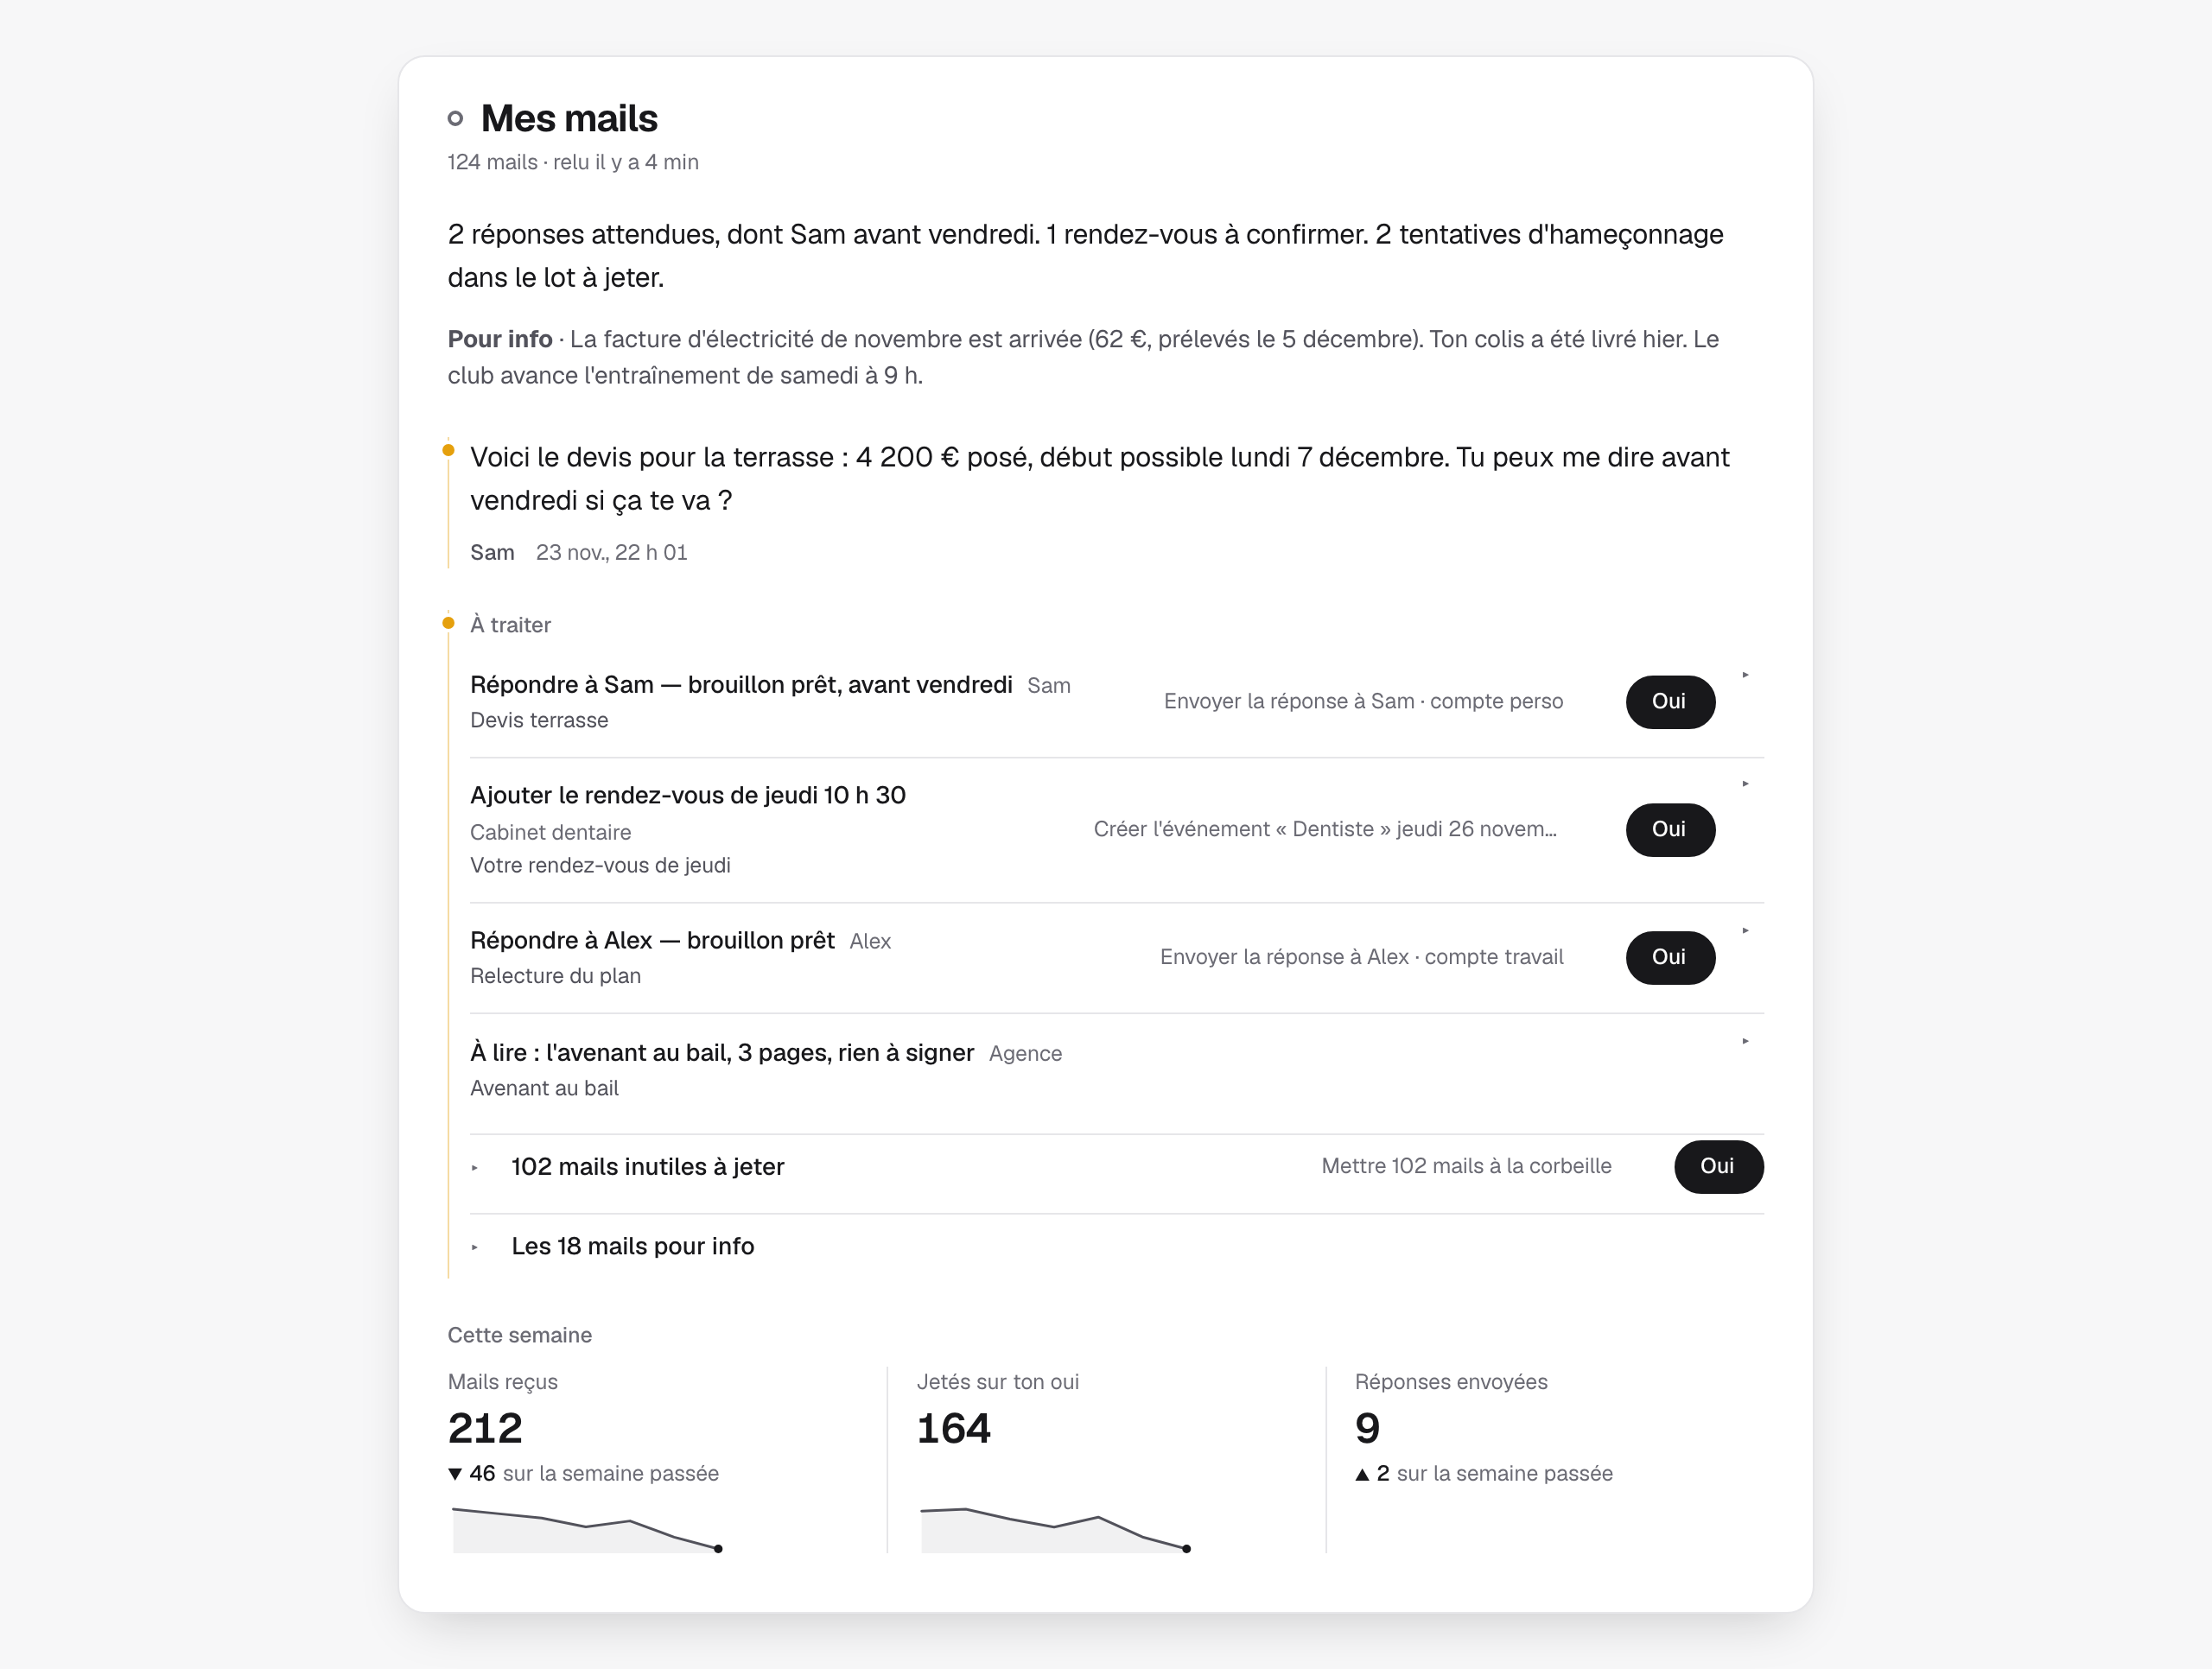 Mes mails
124 mails · relu il y a 4 min
2 réponses attendues, dont Sam avant vendredi. 1 rendez-vous à confirmer. 2 tentatives d'hameçonnage
dans le lot à jeter.
Pour info · La facture d'électricité de novembre est arrivée (62 €, prélevés le 5 décembre). Ton colis a été livré hier. Le
club avance l'entraînement de samedi à 9 h.
Voici le devis pour la terrasse : 4 200 € posé, début possible lundi 7 décembre. Tu peux me dire avant
vendredi si ça te va ?
Sam 23 nov., 22 h 01
À traiter
Répondre à Sam — brouillon prêt, avant vendredi Sam
Devis terrasse
Envoyer la réponse à Sam · compte perso
Oui
Ajouter le rendez-vous de jeudi 10 h 30
Cabinet dentaire
Votre rendez-vous de jeudi
Créer l'événement « Dentiste » jeudi 26 novem...
Oui
Répondre à Alex — brouillon prêt Alex
Relecture du plan
Envoyer la réponse à Alex · compte travail
Oui
À lire : l'avenant au bail, 3 pages, rien à signer Agence
Avenant au bail
102 mails inutiles à jeter
Mettre 102 mails à la corbeille
Oui
Les 18 mails pour info
Cette semaine
Mails reçus
212
▼ 46 sur la semaine passée
Jetés sur ton oui
164
Réponses envoyées
9
▲ 2 sur la semaine passée